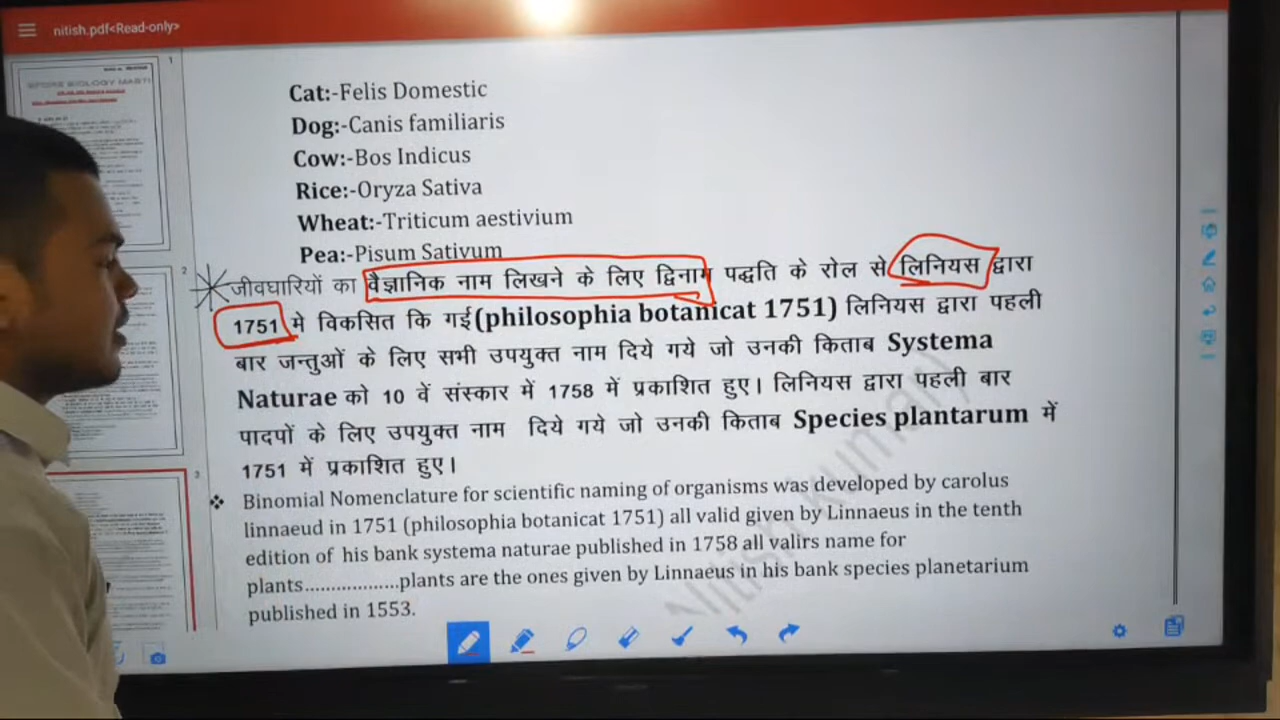 nitish.pdf<Read-only>
Cat:-Felis Domestic
Dog:-Canis familiaris
Cow:-Bos Indicus
Rice:-Oryza Sativa
Wheat:-Triticum aestivium
Pea:-Pisum Sativum
जीवधारियों का वैज्ञानिक नाम लिखने के लिए द्विनाम पद्धति के रोल से लिनियस द्वारा
1751 मे विकसित कि गई(philosophia botanicat 1751) लिनियस द्वारा पहली
बार जन्तुओं के लिए सभी उपयुक्त नाम दिये गये जो उनकी किताब Systema
Naturae को 10 वें संस्कार में 1758 में प्रकाशित हुए। लिनियस द्वारा पहली बार
पादपों के लिए उपयुक्त नाम दिये गये जो उनकी किताब Species plantarum में
1751 में प्रकाशित हुए।
Binomial Nomenclature for scientific naming of organisms was developed by carolus
linnaeud in 1751 (philosophia botanicat 1751) all valid given by Linnaeus in the tenth
edition of his bank systema naturae published in 1758 all valirs name for
plants..................plants are the ones given by Linnaeus in his bank species planetarium
published in 1553.
Nitish kumar
1
2
3